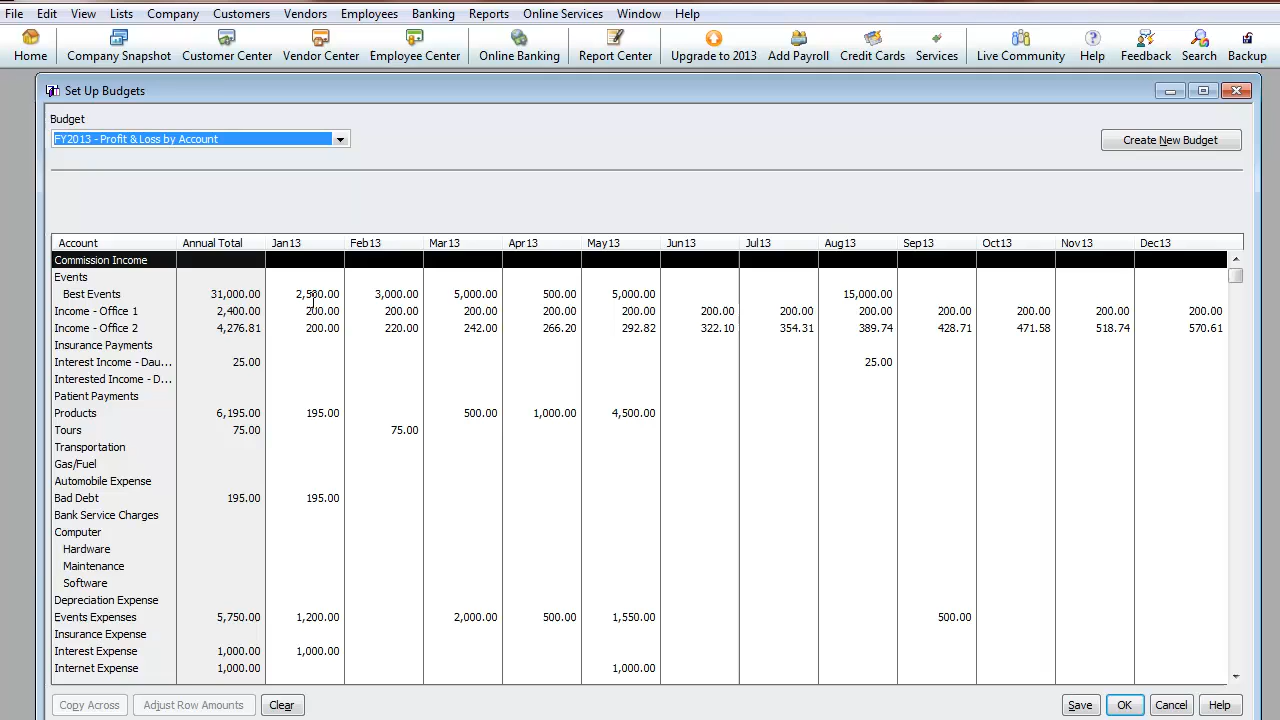 File Edit View Lists Company Customers Vendors Employees Banking Reports Online Services Window Help
Home Company Snapshot Customer Center Vendor Center Employee Center Online Banking Report Center Upgrade to 2013 Add Payroll Credit Cards Services Live Community Help Feedback Search Backup
Set Up Budgets
Budget
FY2013 - Profit & Loss by Account
Create New Budget
Account Annual Total Jan13 Feb13 Mar13 Apr13 May13 Jun13 Jul13 Aug13 Sep13 Oct13 Nov13 Dec13
Commission Income
Events
Best Events 31,000.00 2,500.00 3,000.00 5,000.00 500.00 5,000.00 15,000.00
Income - Office 1 2,400.00 200.00 200.00 200.00 200.00 200.00 200.00 200.00 200.00 200.00 200.00 200.00 200.00
Income - Office 2 4,276.81 200.00 220.00 242.00 266.20 292.82 322.10 354.31 389.74 428.71 471.58 518.74 570.61
Insurance Payments
Interest Income - Dau... 25.00 25.00
Interested Income - D...
Patient Payments
Products 6,195.00 195.00 500.00 1,000.00 4,500.00
Tours 75.00 75.00
Transportation
Gas/Fuel
Automobile Expense
Bad Debt 195.00 195.00
Bank Service Charges
Computer
Hardware
Maintenance
Software
Depreciation Expense
Events Expenses 5,750.00 1,200.00 2,000.00 500.00 1,550.00 500.00
Insurance Expense
Interest Expense 1,000.00 1,000.00
Internet Expense 1,000.00 1,000.00
Copy Across Adjust Row Amounts Clear Save OK Cancel Help